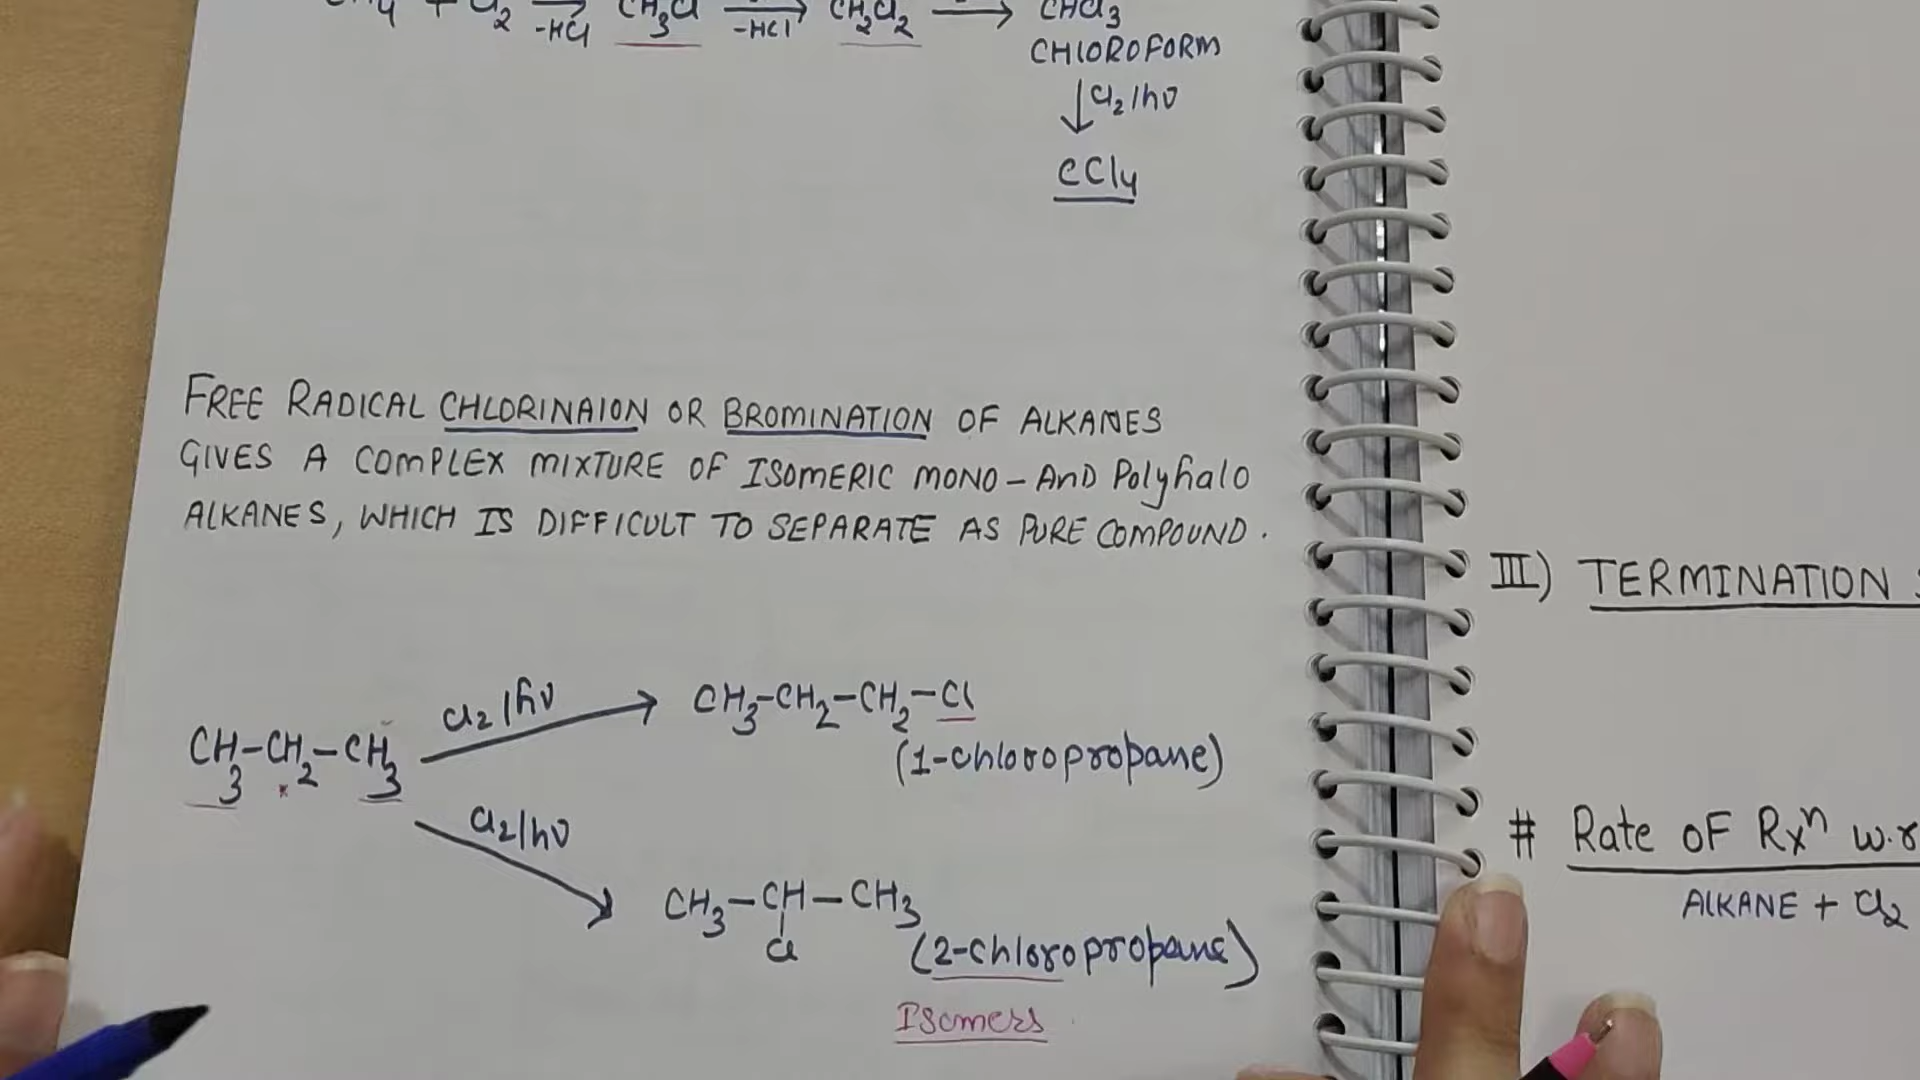 + Cl2 → -HCl CH3Cl → -HCl CH2Cl2 → CHCl3
CHLOROFORM
↓ Cl2/hν
CCl4
FREE RADICAL CHLORINAION OR BROMINATION OF ALKANES
GIVES A COMPLEX MIXTURE OF ISOMERIC MONO-AND Polyhalo
ALKANES, WHICH IS DIFFICULT TO SEPARATE AS PURE COMPOUND.
Cl2/hν → CH3-CH2-CH2-Cl
CH3-CH2-CH3
(1-chloropropane)
Cl2/hν
CH3-CH-CH3
Cl
(2-chloropropane)
Isomers
III) TERMINATION
# Rate OF Rxn w.r
ALKANE + Cl2